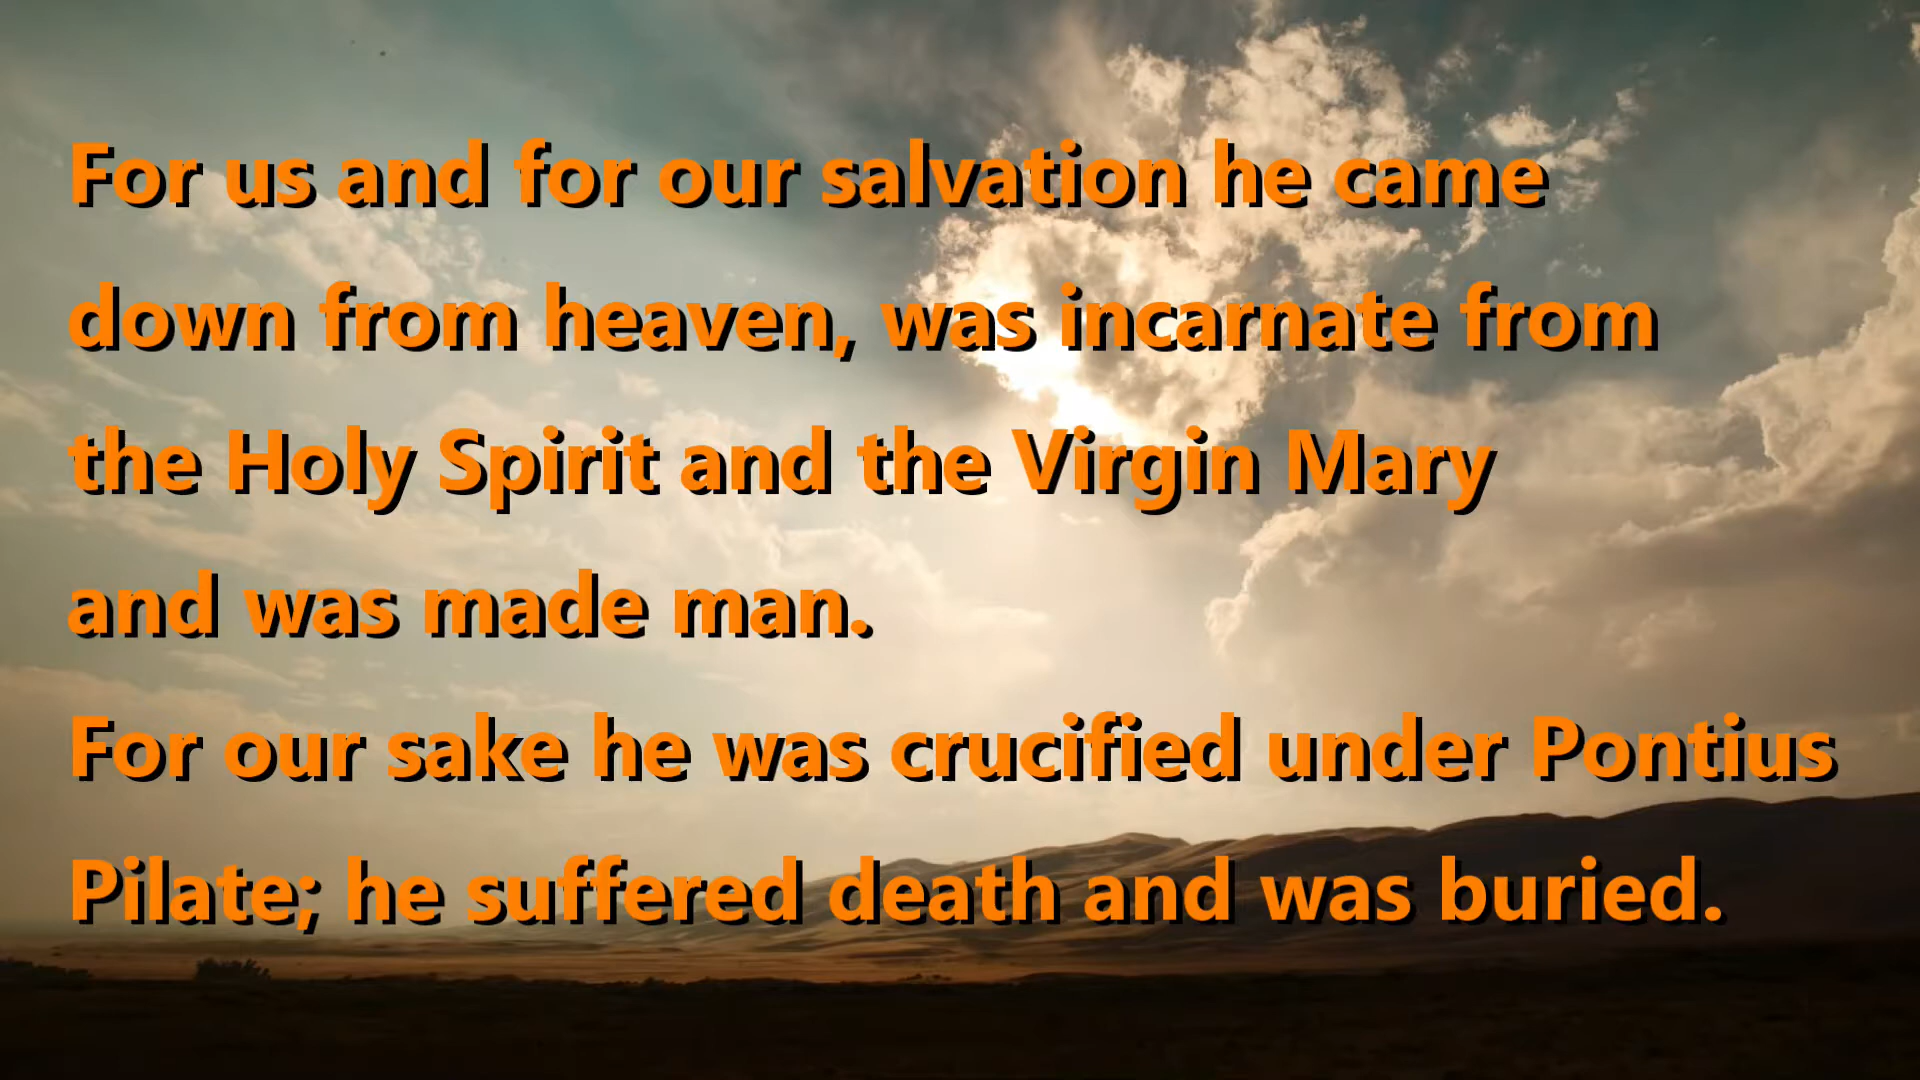 For us and for our salvation he came
down from heaven, was incarnate from
the Holy Spirit and the Virgin Mary
and was made man.
For our sake he was crucified under Pontius
Pilate; he suffered death and was buried.